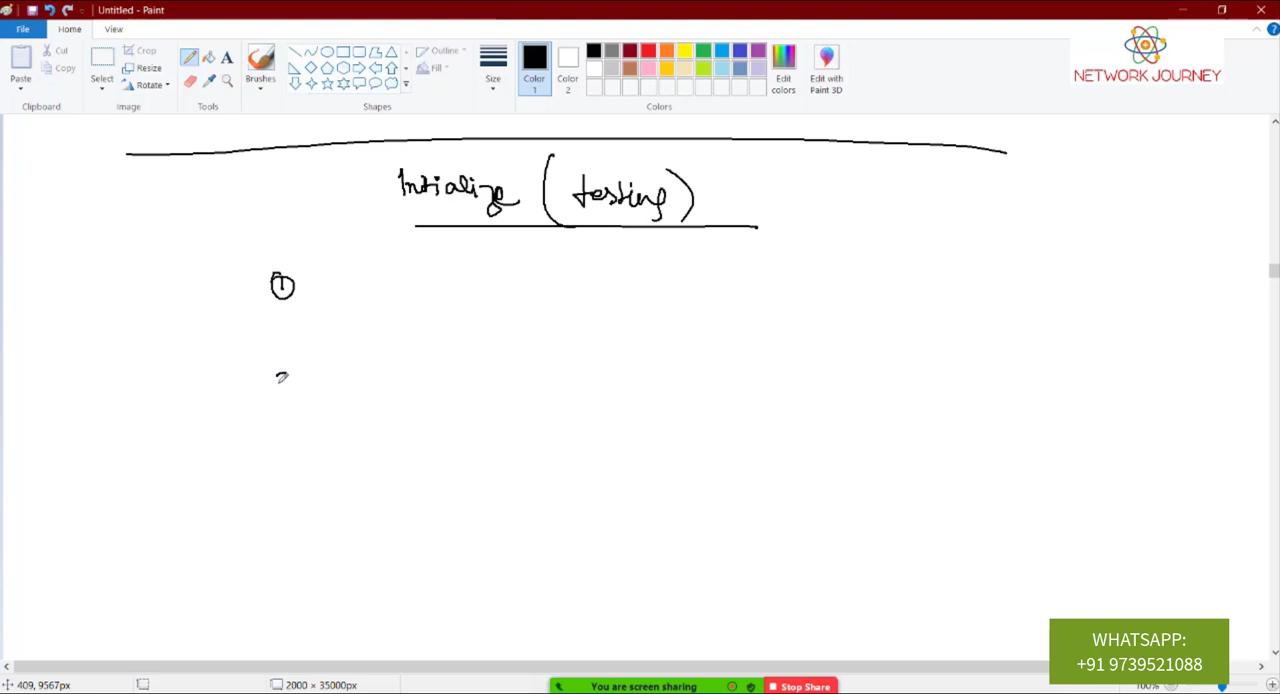 Untitled - Paint
File Home View
Paste
Cut
Copy
Clipboard
Select
Crop
Resize
Rotate
Image
Tools
Brushes
Shapes
Outline
Fill
Size
Color 1
Color 2
Edit colors
Edit with Paint 3D
Colors
NETWORK JOURNEY
Intialize (testing)
1
409, 9567px
2000 × 35000px
You are screen sharing
Stop Share
100%
WHATSAPP:
+91 9739521088